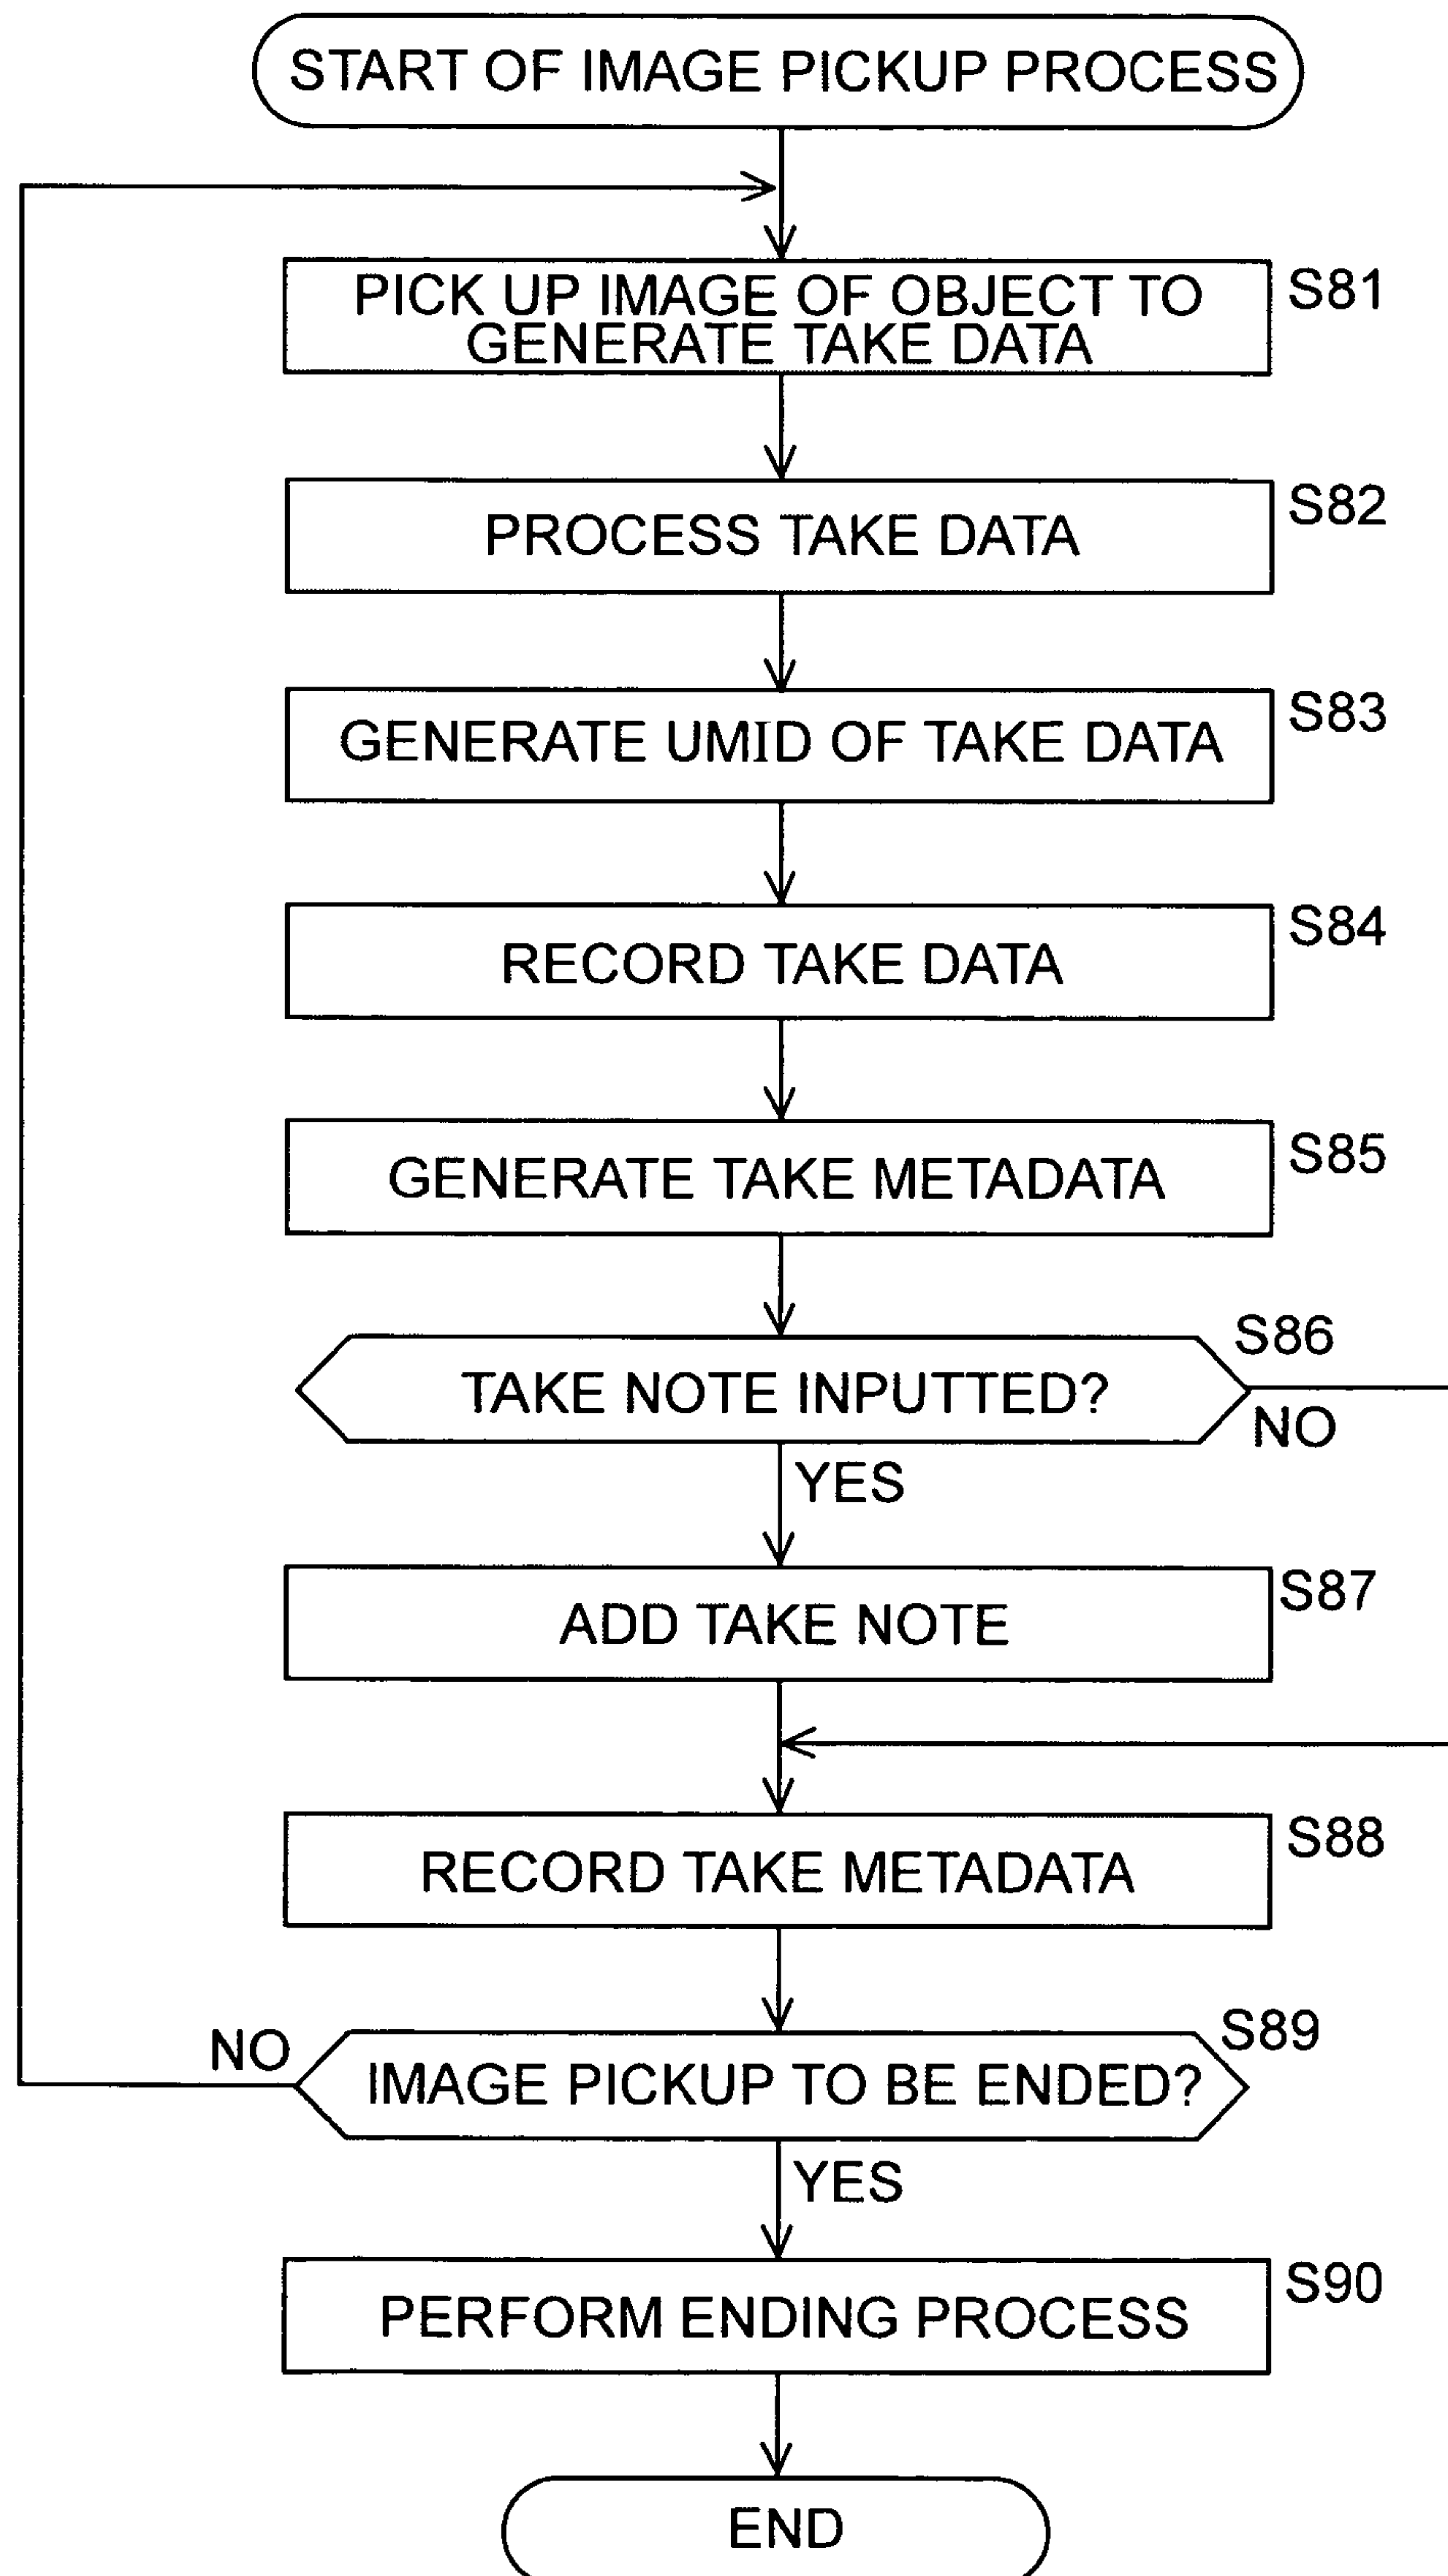 START OF IMAGE PICKUP PROCESS
PICK UP IMAGE OF OBJECT TO
GENERATE TAKE DATA
S81
PROCESS TAKE DATA
S82
GENERATE UMID OF TAKE DATA
S83
RECORD TAKE DATA
S84
GENERATE TAKE METADATA
S85
TAKE NOTE INPUTTED?
S86
NO
YES
ADD TAKE NOTE
S87
RECORD TAKE METADATA
S88
NO
IMAGE PICKUP TO BE ENDED?
S89
YES
PERFORM ENDING PROCESS
S90
END